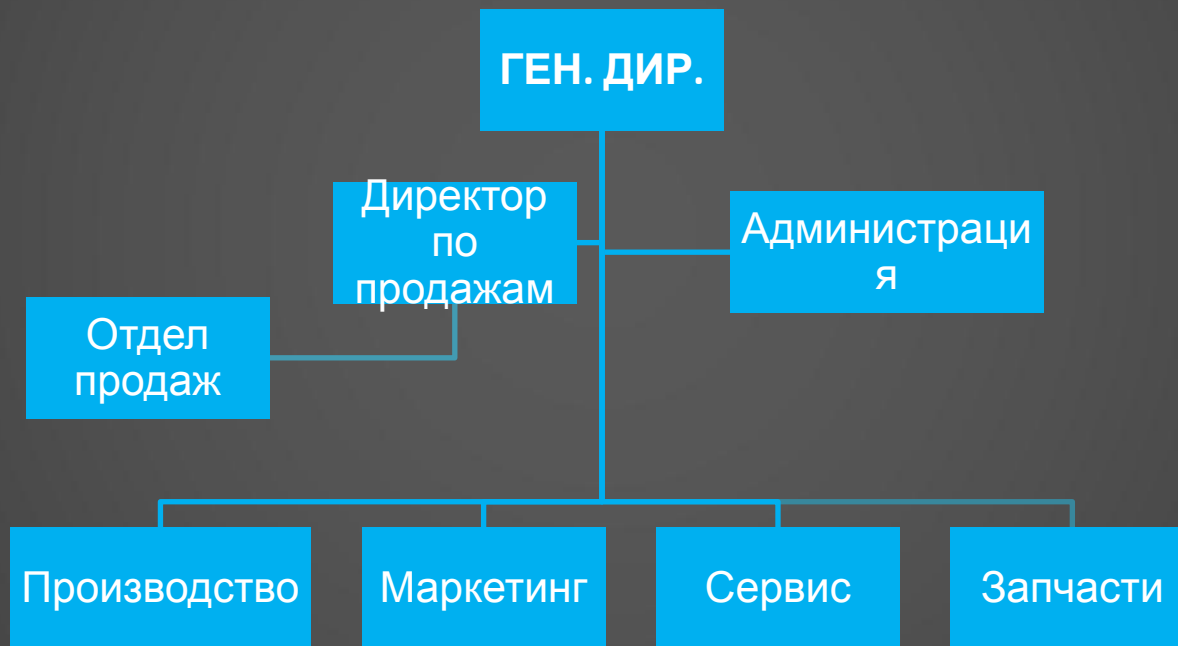 ГЕН. ДИР.
Директор
по
продажам
Администраци
я
Отдел
продаж
Производство
Маркетинг
Сервис
Запчасти